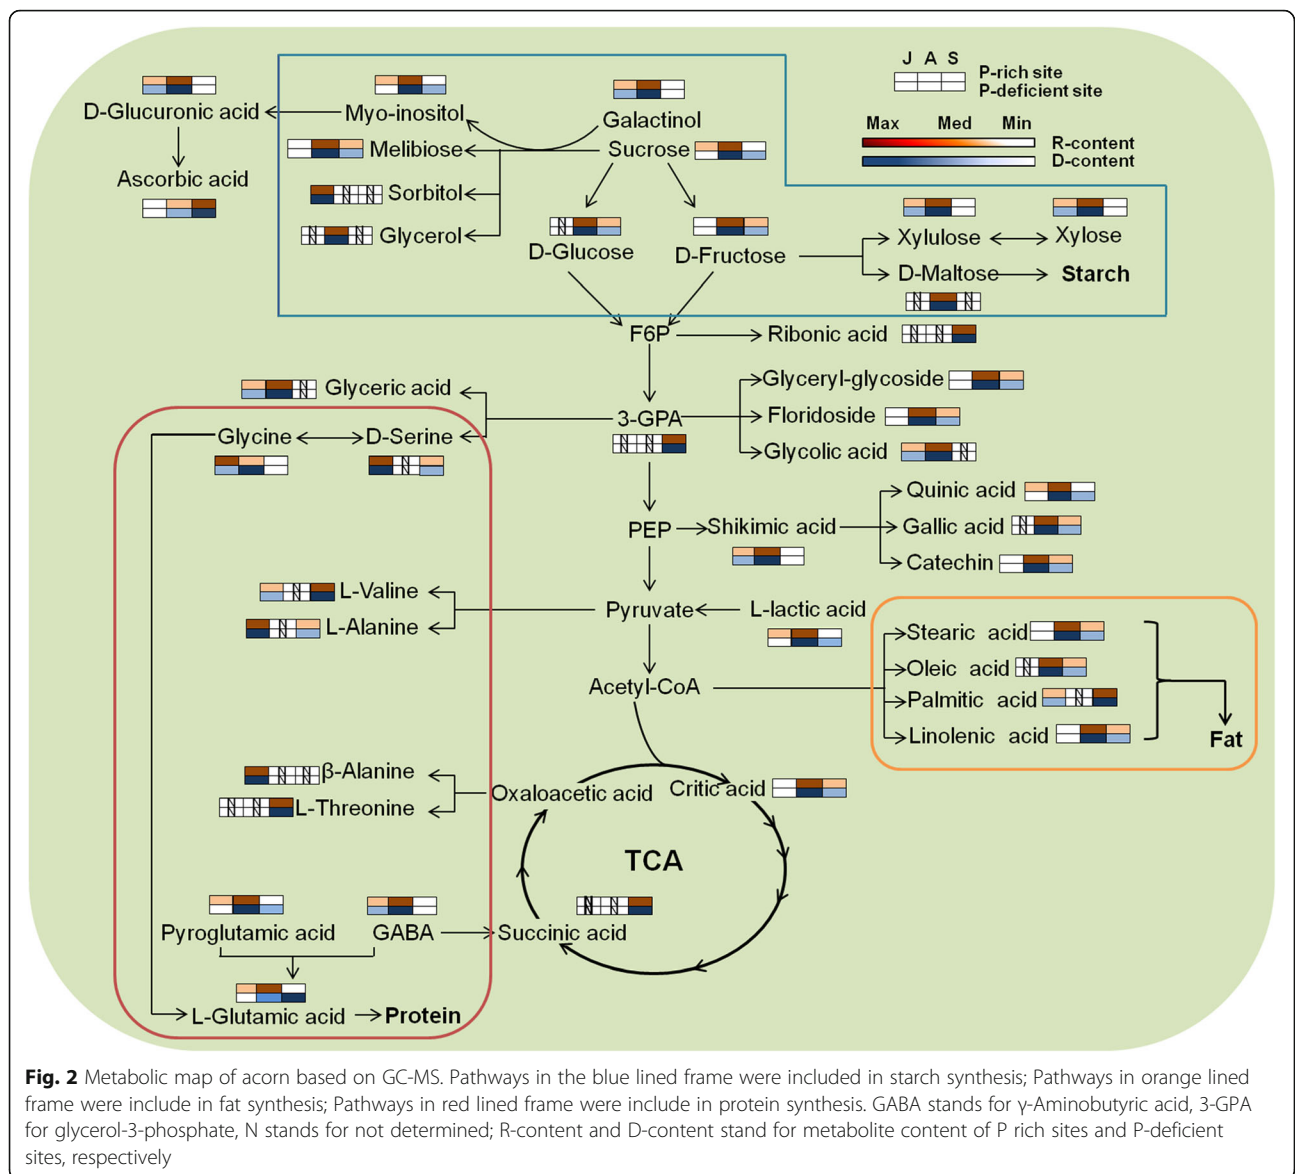 J A S
P-rich site
P-deficient site
Max Med Min
R-content
D-content
D-Glucuronic acid
Myo-inositol
Galactinol
Melibiose
Sucrose
Ascorbic acid
Sorbitol
N N
N N
Glycerol
N N
N N
N
N
D-Glucose
D-Fructose
Xylulose
Xylose
D-Maltose
Starch
N N
N N
F6P
Ribonic acid
N N
N N
Glyceric acid
N
N
Glyceryl-glycoside
3-GPA
N N
N N
Floridoside
Glycine
D-Serine
N
N
Glycolic acid
N
N
Quinic acid
PEP
Shikimic acid
Gallic acid
N
N
Catechin
L-Valine
N
N
Pyruvate
L-lactic acid
L-Alanine
N
N
Stearic acid
Oleic acid
N
N
Acetyl-CoA
Palmitic acid
N
N
Linolenic acid
Fat
β-Alanine
N N
N N
Oxaloacetic acid
Critic acid
L-Threonine
N N
N N
TCA
N N
N N
Pyroglutamic acid
GABA
Succinic acid
L-Glutamic acid
Protein
Fig. 2 Metabolic map of acorn based on GC-MS. Pathways in the blue lined frame were included in starch synthesis; Pathways in orange lined
frame were include in fat synthesis; Pathways in red lined frame were include in protein synthesis. GABA stands for γ-Aminobutyric acid, 3-GPA
for glycerol-3-phosphate, N stands for not determined; R-content and D-content stand for metabolite content of P rich sites and P-deficient
sites, respectively